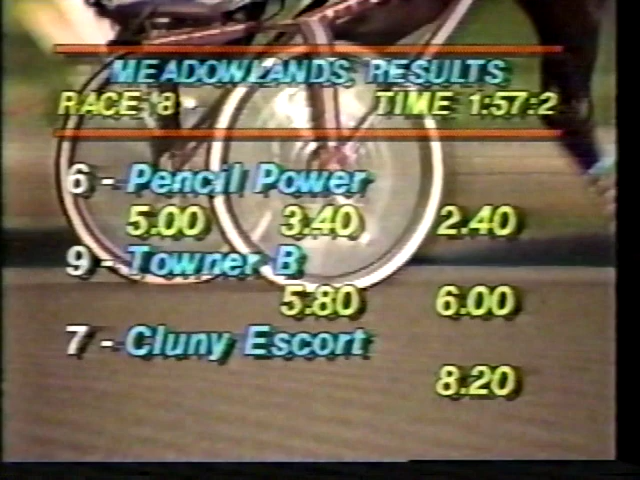 MEADOWLANDS RESULTS
RACE 8 TIME 1:57:2
6 - Pencil Power
5.00 3.40 2.40
9 - Towner B
5.80 6.00
7 - Cluny Escort
8.20